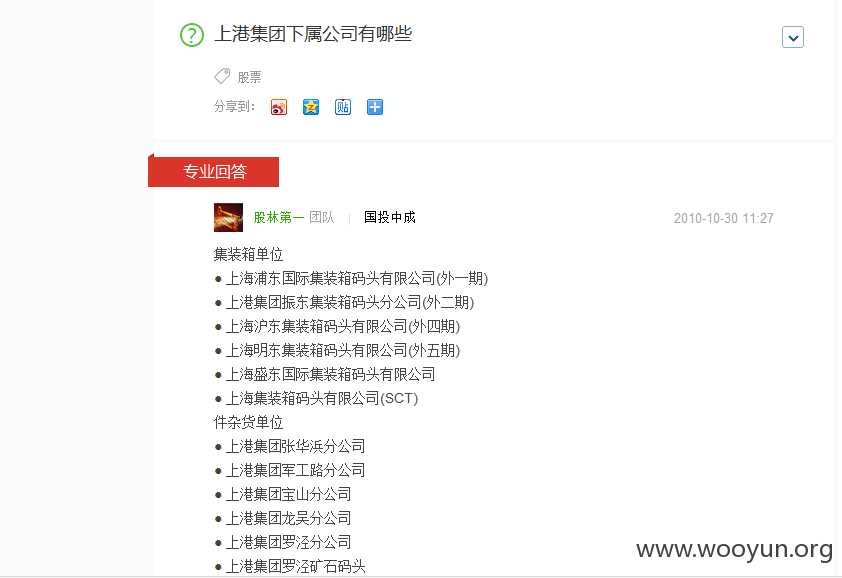 上港集团下属公司有哪些
股票
分享到：
专业回答
股林第一 团队 | 国投中成 2010-10-30 11:27
集装箱单位
● 上海浦东国际集装箱码头有限公司(外一期)
● 上港集团振东集装箱码头分公司(外二期)
● 上海沪东集装箱码头有限公司(外四期)
● 上海明东集装箱码头有限公司(外五期)
● 上海盛东国际集装箱码头有限公司
● 上海集装箱码头有限公司(SCT)
件杂货单位
● 上港集团张华浜分公司
● 上港集团军工路分公司
● 上港集团宝山分公司
● 上港集团龙吴分公司
● 上港集团罗泾分公司
● 上港集团罗泾矿石码头
www.wooyun.org